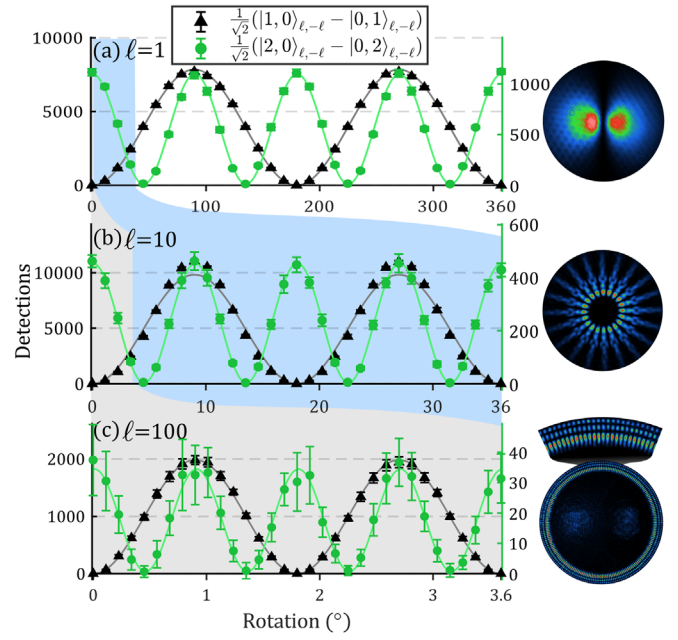 1/√2(|1,0⟩ℓ,−ℓ − |0,1⟩ℓ,−ℓ)
1/√2(|2,0⟩ℓ,−ℓ − |0,2⟩ℓ,−ℓ)
(a) ℓ=1
10000
5000
0
1000
500
0
0 100 200 300 360
(b) ℓ=10
10000
5000
0
600
400
200
0
0 10 20 30 36
Detections
(c) ℓ=100
2000
1000
0
40
30
20
10
0
0 1 2 3 3.6
Rotation (°)